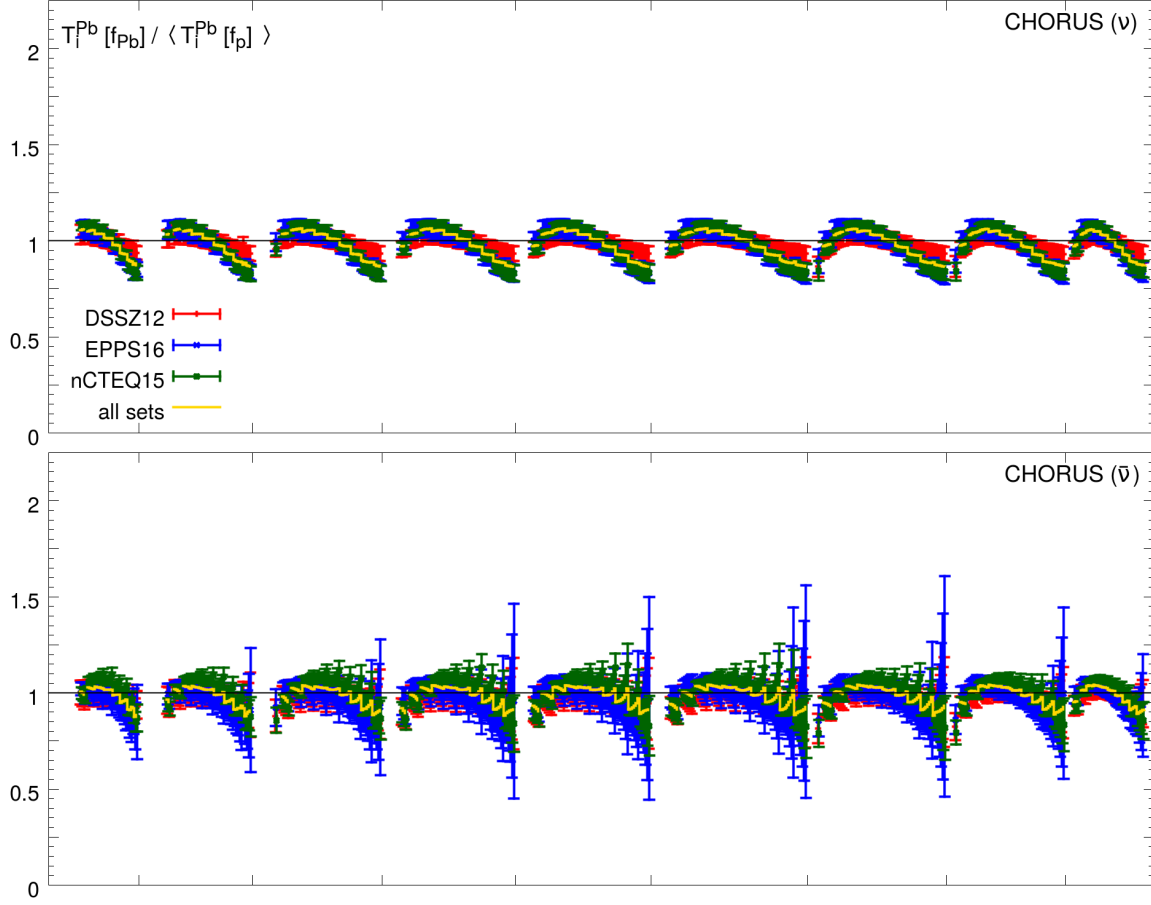 T_i^Pb [f_Pb] / ⟨ T_i^Pb [f_p] ⟩
CHORUS (ν)
2
1.5
1
0.5
0
DSSZ12
EPPS16
nCTEQ15
all sets
CHORUS (ν̄)
2
1.5
1
0.5
0